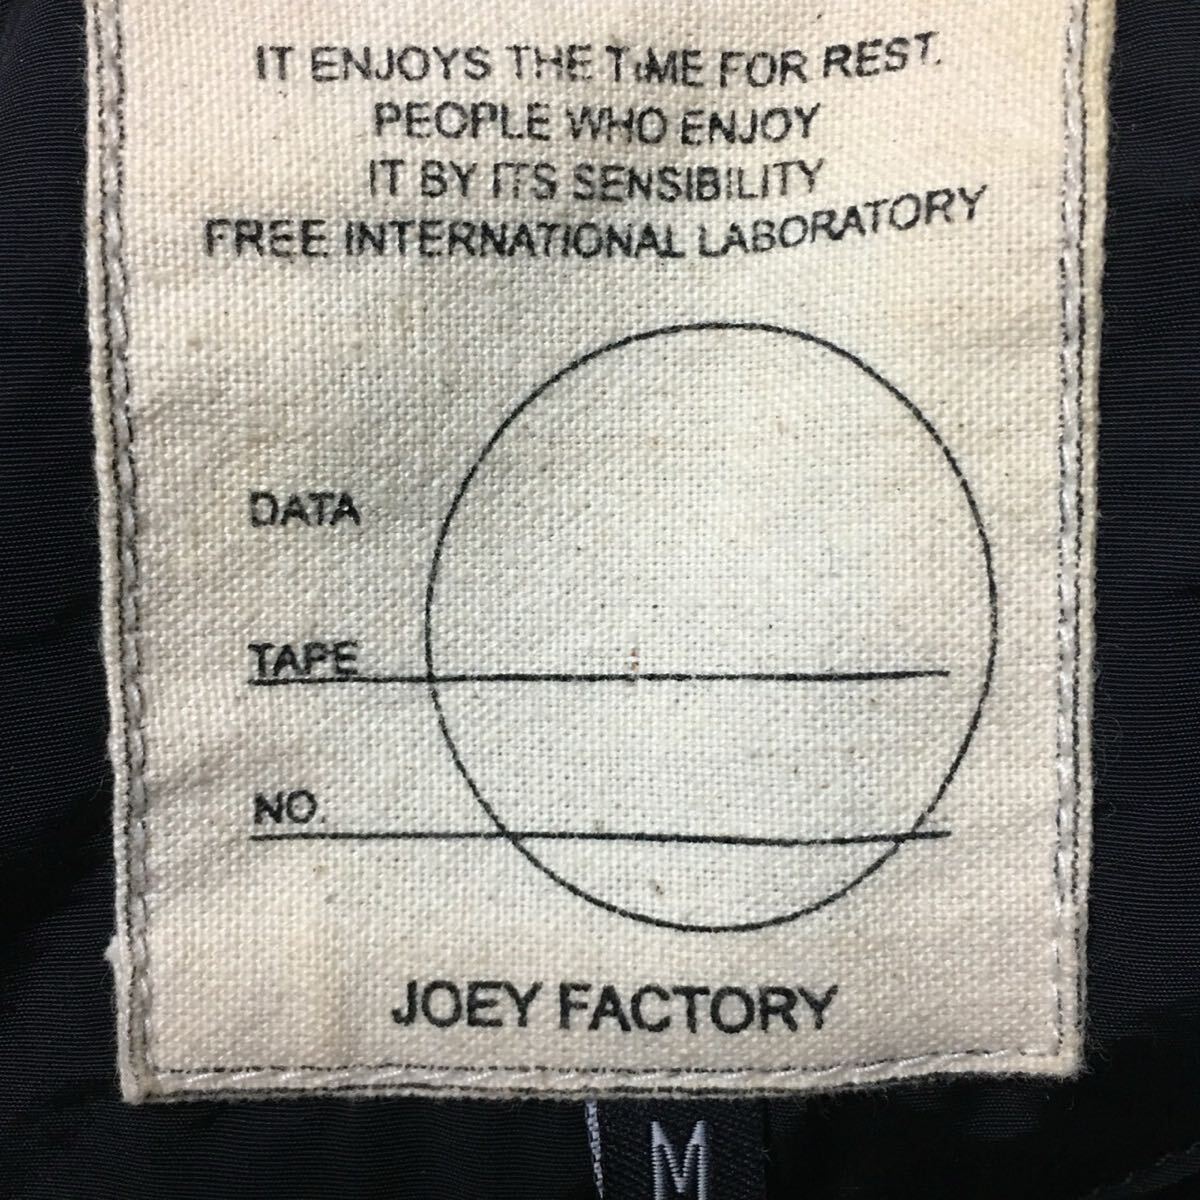 IT ENJOYS THE TIME FOR REST.
PEOPLE WHO ENJOY
IT BY ITS SENSIBILITY
FREE INTERNATIONAL LABORATORY
DATA
TAPE
NO.
JOEY FACTORY
M